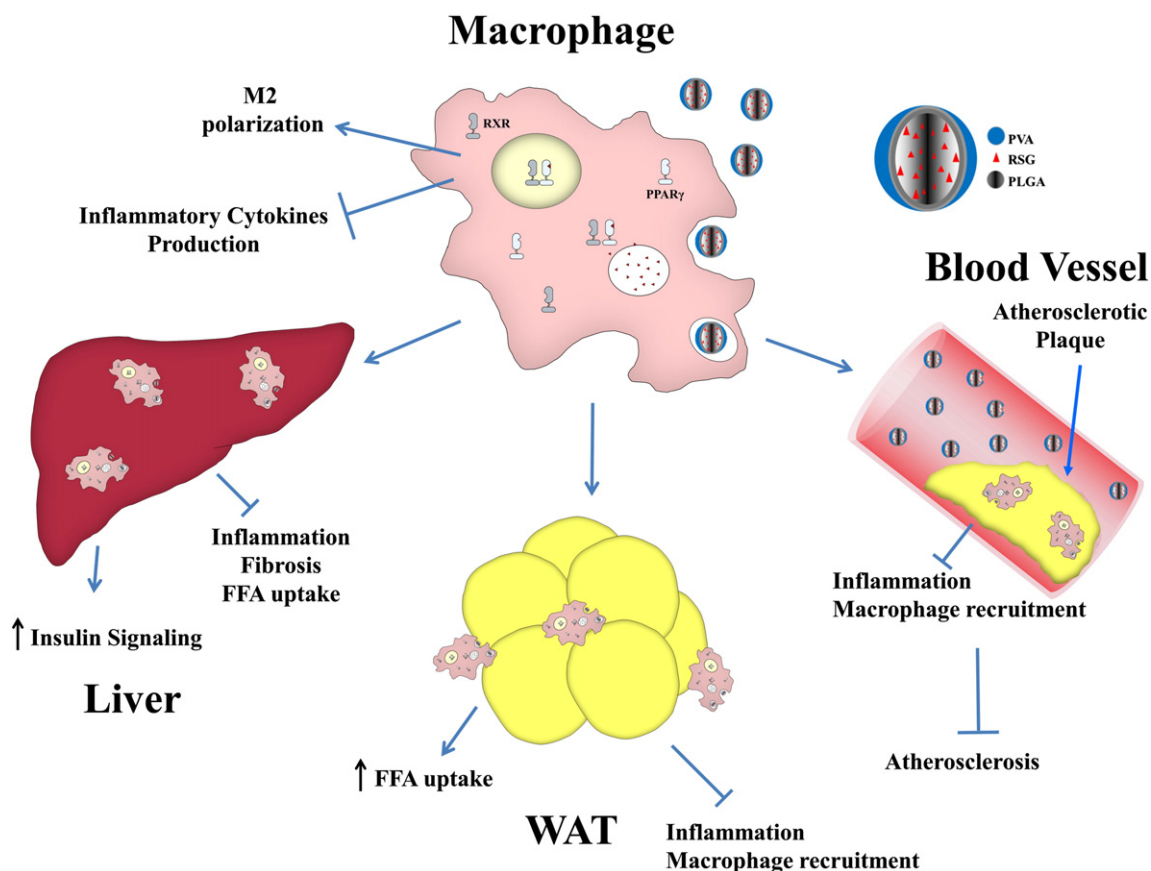 Macrophage
M2
polarization
RXR
PPARγ
Inflammatory Cytokines
Production
PVA
RSG
PLGA
Blood Vessel
Atherosclerotic
Plaque
Inflammation
Fibrosis
FFA uptake
↑ Insulin Signaling
Liver
Inflammation
Macrophage recruitment
Atherosclerosis
↑ FFA uptake
WAT
Inflammation
Macrophage recruitment